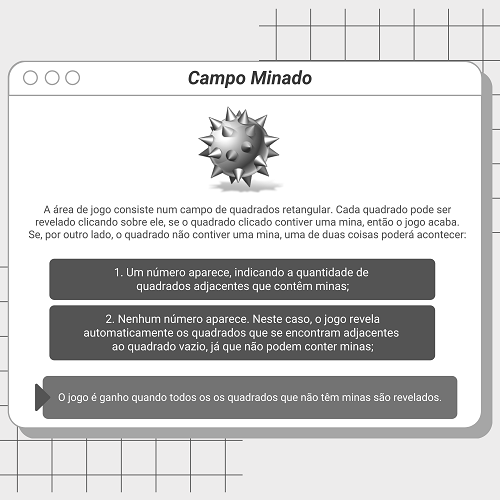 Campo Minado
A área de jogo consiste num campo de quadrados retangular. Cada quadrado pode ser
revelado clicando sobre ele, se o quadrado clicado contiver uma mina, então o jogo acaba.
Se, por outro lado, o quadrado não contiver uma mina, uma de duas coisas poderá acontecer:
1. Um número aparece, indicando a quantidade de
quadrados adjacentes que contêm minas;
2. Nenhum número aparece. Neste caso, o jogo revela
automaticamente os quadrados que se encontram adjacentes
ao quadrado vazio, já que não podem conter minas;
O jogo é ganho quando todos os os quadrados que não têm minas são revelados.